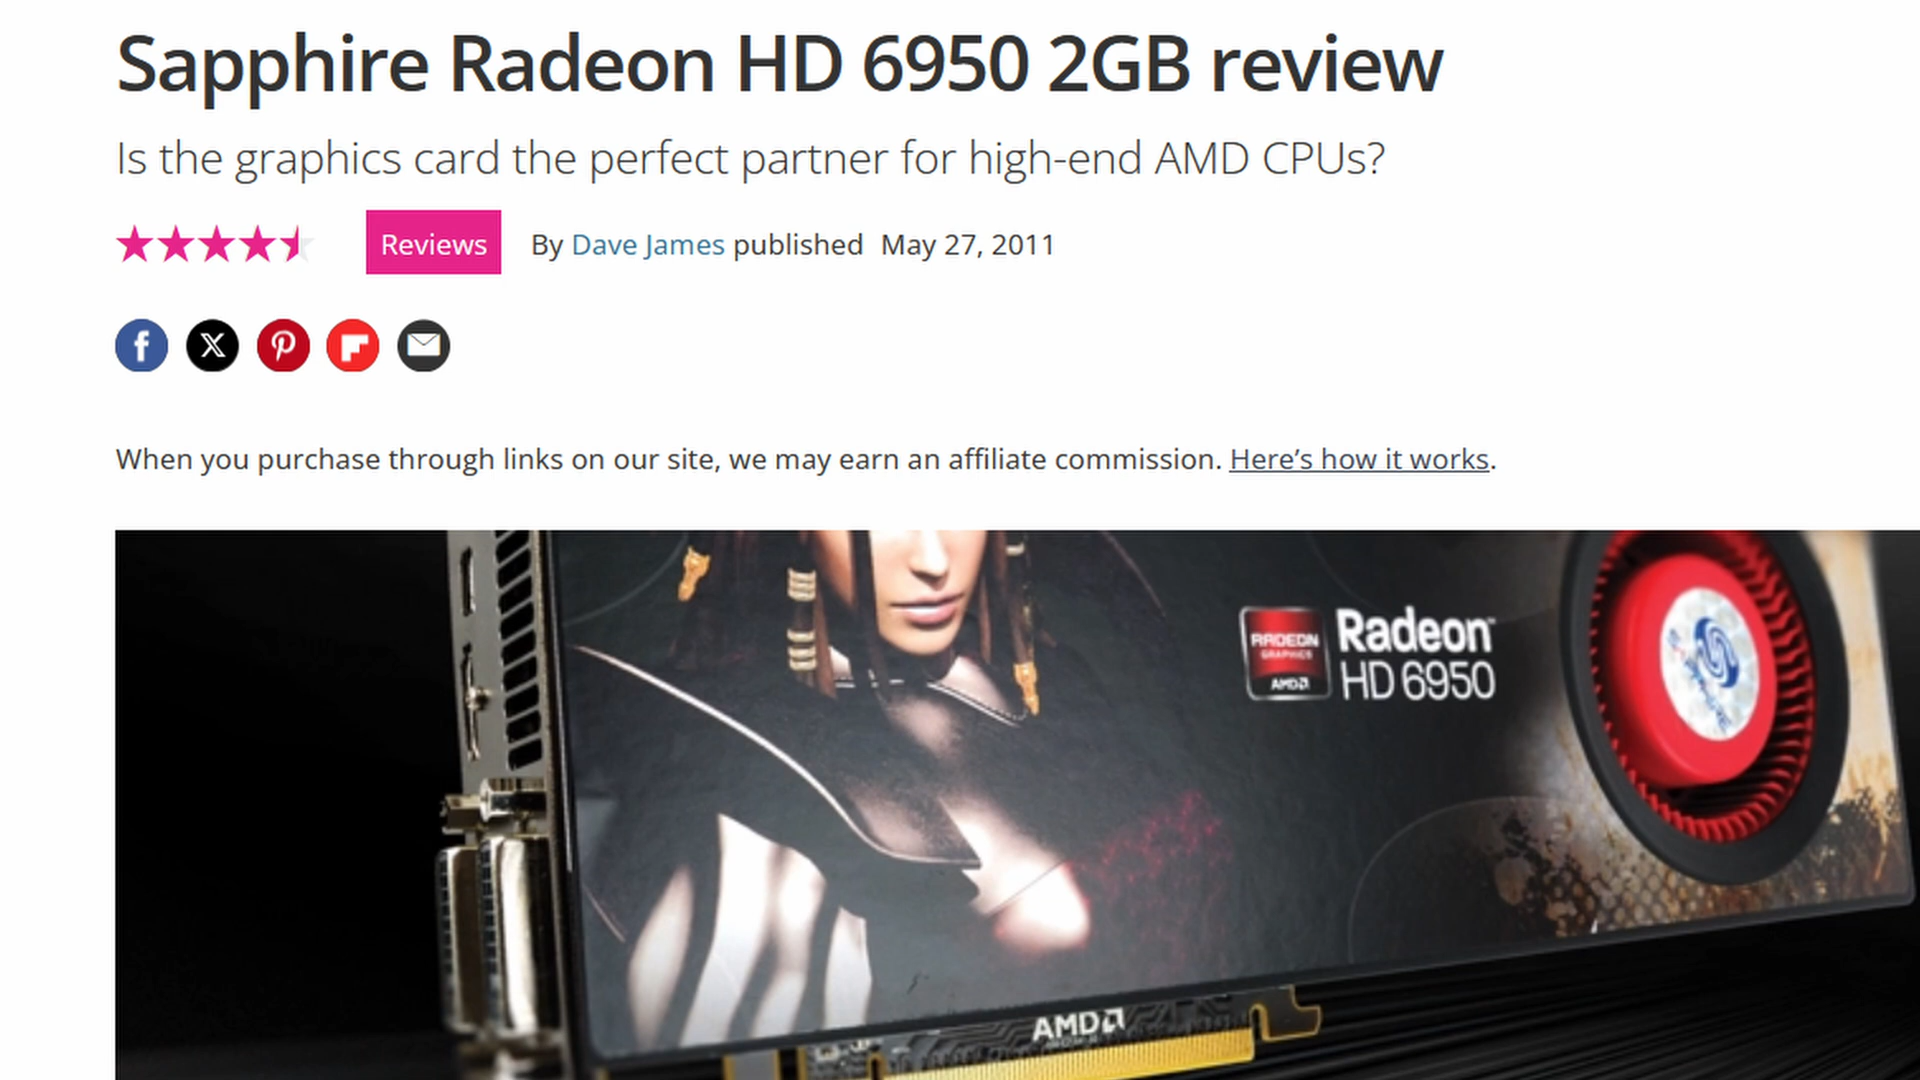 Sapphire Radeon HD 6950 2GB review
Is the graphics card the perfect partner for high-end AMD CPUs?
Reviews By Dave James published May 27, 2011
When you purchase through links on our site, we may earn an affiliate commission. Here’s how it works.
RADEON
GRAPHICS
AMD
Radeon™
HD 6950
AMD